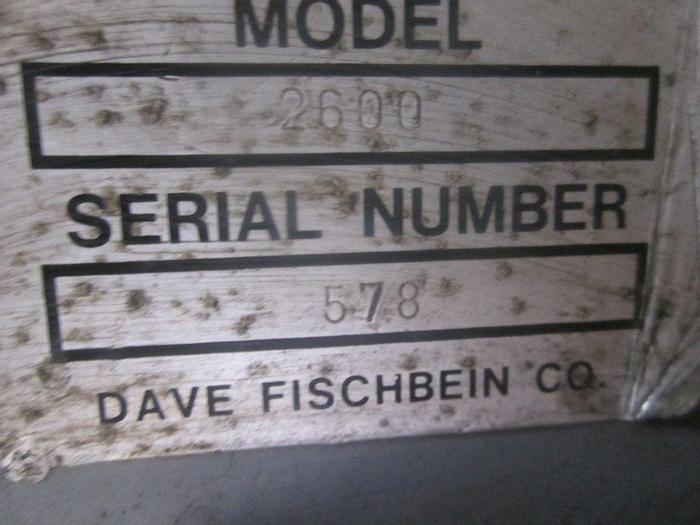 MODEL
2600
SERIAL NUMBER
578
DAVE FISCHBEIN CO.